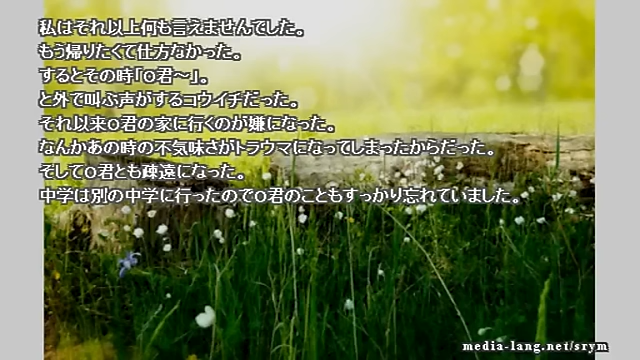 私はそれ以上何も言えませんでした。
もう帰りたくて仕方なかった。
するとその時「O君～」。
と外で叫ぶ声がするコウイチだった。
それ以来O君の家に行くのが嫌になった。
なんかあの時の不気味さがトラウマになってしまったからだった。
そしてO君とも疎遠になった。
中学は別の中学に行ったのでO君のこともすっかり忘れていました。
media-lang.net/srym